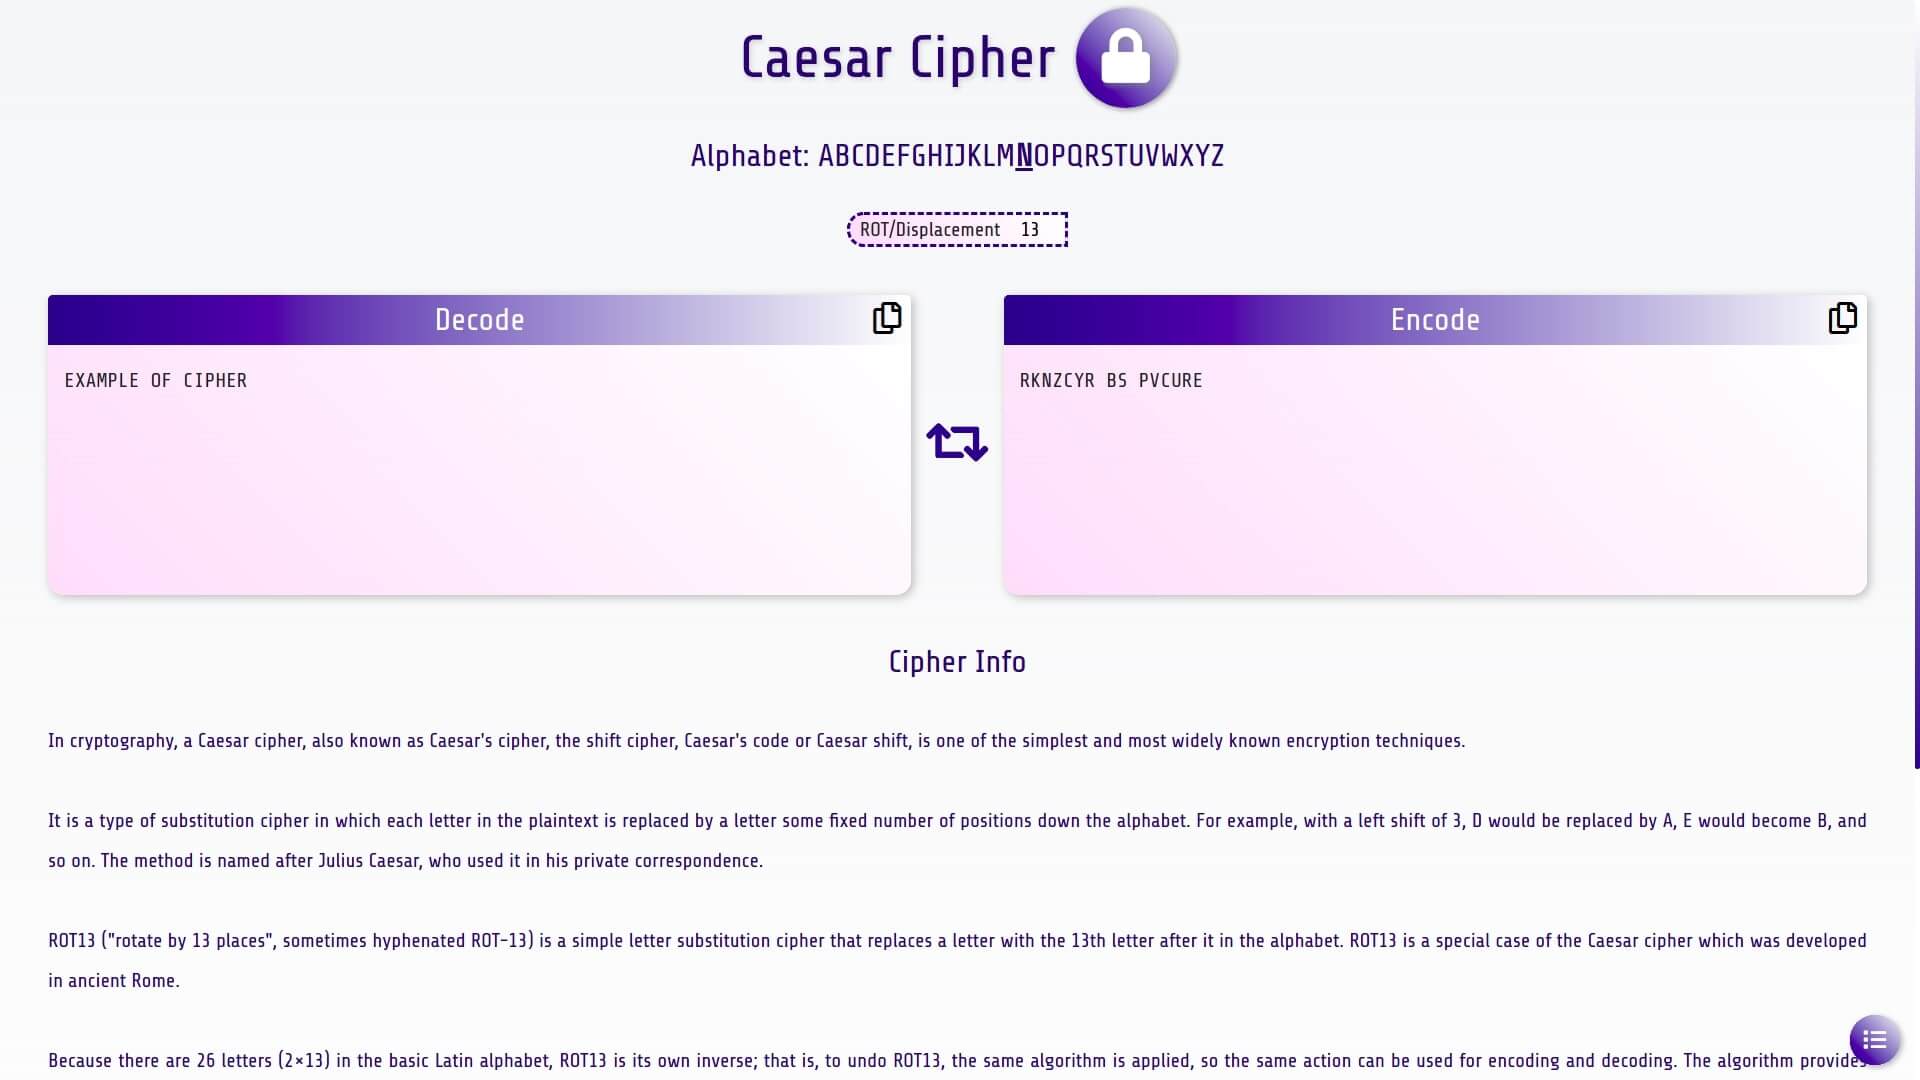 Caesar Cipher
Alphabet: ABCDEFGHIJKLMNOPQRSTUVWXYZ
ROT/Displacement 13
Decode
EXAMPLE OF CIPHER
Encode
RKNZCYR BS PVCURE
Cipher Info
In cryptography, a Caesar cipher, also known as Caesar's cipher, the shift cipher, Caesar's code or Caesar shift, is one of the simplest and most widely known encryption techniques.
It is a type of substitution cipher in which each letter in the plaintext is replaced by a letter some fixed number of positions down the alphabet. For example, with a left shift of 3, D would be replaced by A, E would become B, and
so on. The method is named after Julius Caesar, who used it in his private correspondence.
ROT13 ("rotate by 13 places", sometimes hyphenated ROT-13) is a simple letter substitution cipher that replaces a letter with the 13th letter after it in the alphabet. ROT13 is a special case of the Caesar cipher which was developed
in ancient Rome.
Because there are 26 letters (2×13) in the basic Latin alphabet, ROT13 is its own inverse; that is, to undo ROT13, the same algorithm is applied, so the same action can be used for encoding and decoding. The algorithm provides